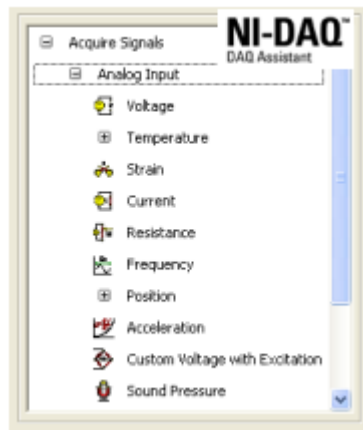 Acquire Signals
NI-DAQ™
DAQ Assistant
Analog Input
Voltage
Temperature
Strain
Current
Resistance
Frequency
Position
Acceleration
Custom Voltage with Excitation
Sound Pressure